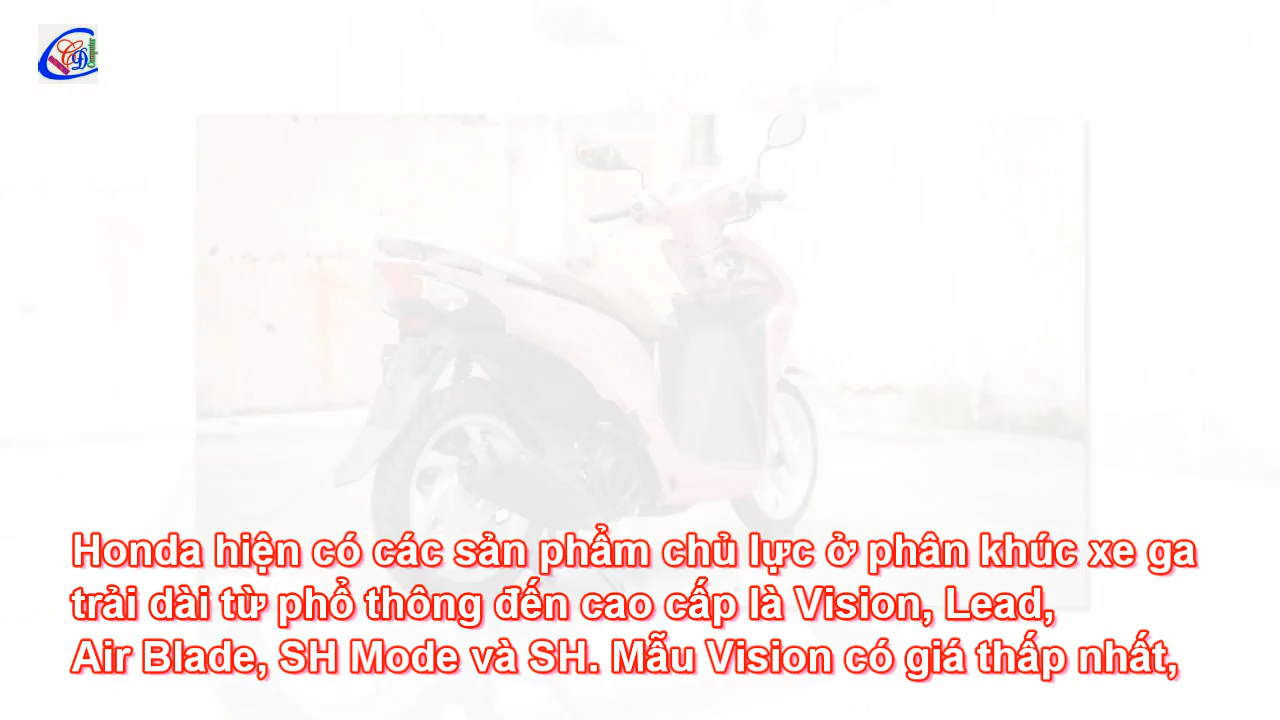 Computer
Honda hiện có các sản phẩm chủ lực ở phân khúc xe ga
trải dài từ phổ thông đến cao cấp là Vision, Lead,
Air Blade, SH Mode và SH. Mẫu Vision có giá thấp nhất,